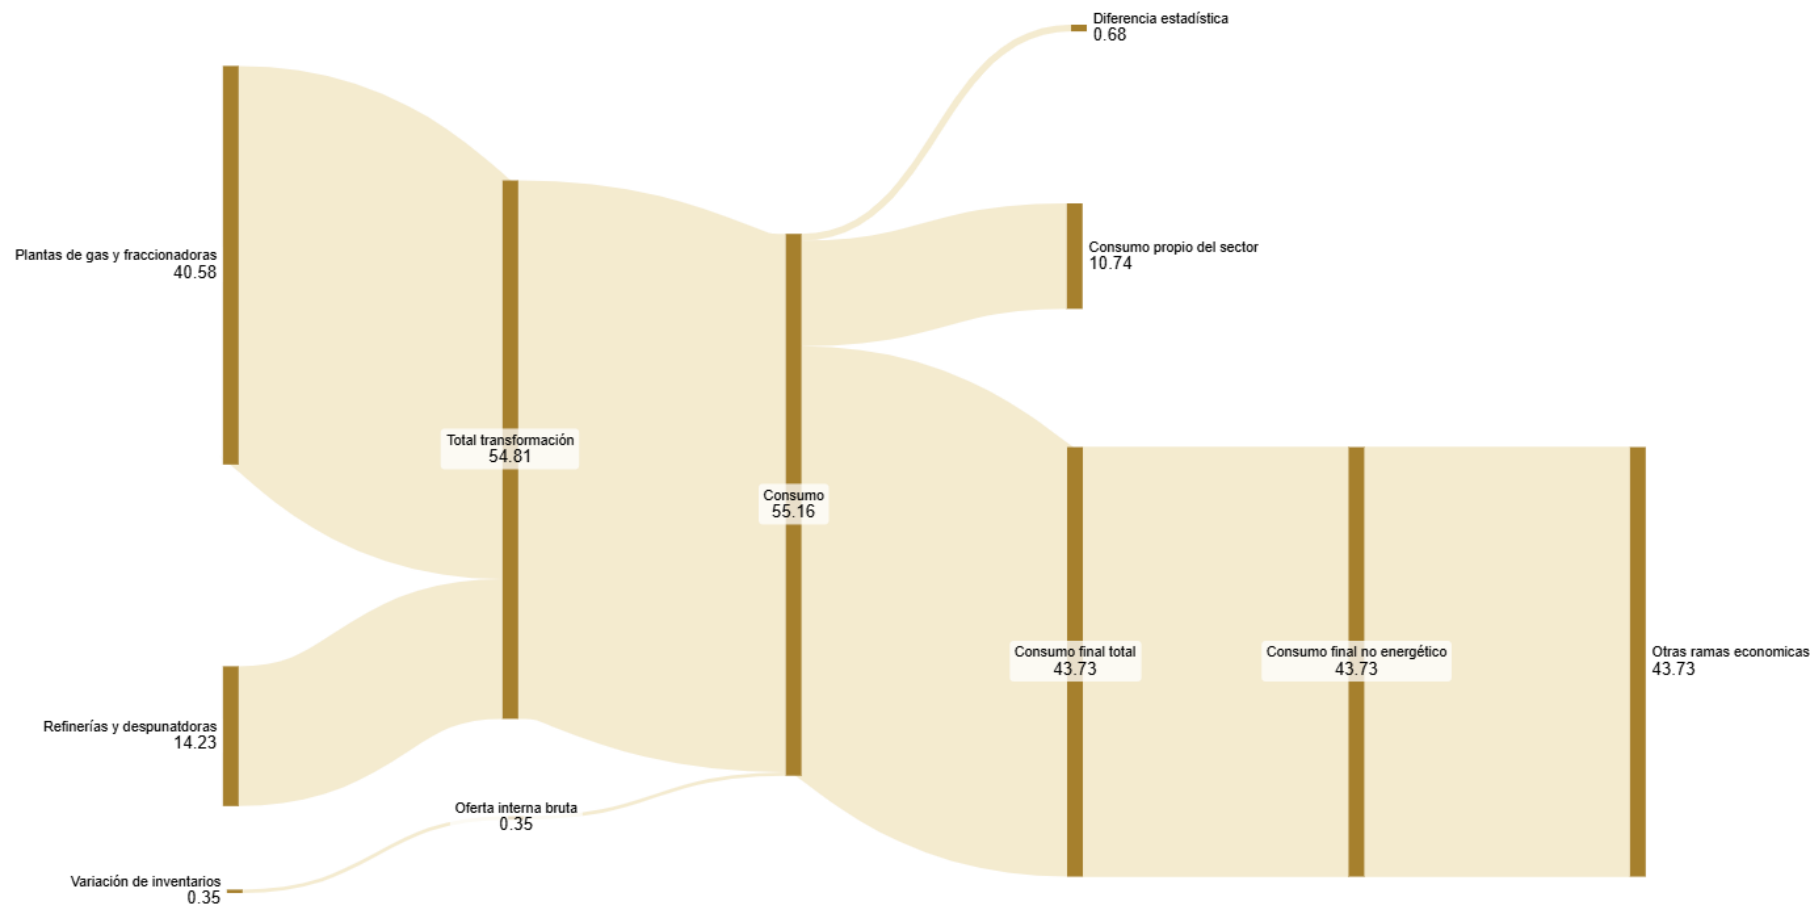 Diferencia estadística
0.68
Plantas de gas y fraccionadoras
40.58
Consumo propio del sector
10.74
Total transformación
54.81
Consumo
55.16
Consumo final total
43.73
Consumo final no energético
43.73
Otras ramas economicas
43.73
Refinerías y despunatdoras
14.23
Oferta interna bruta
0.35
Variación de inventarios
0.35